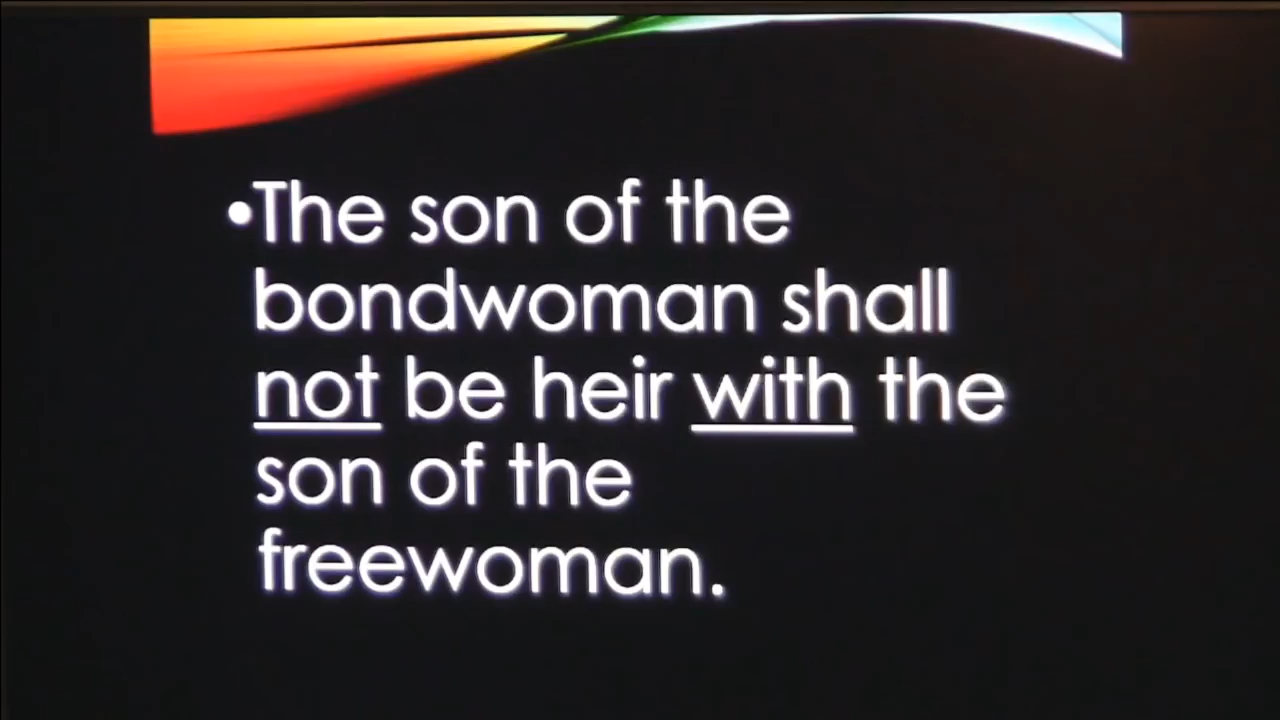 •The son of the
bondwoman shall
not be heir with the
son of the
freewoman.